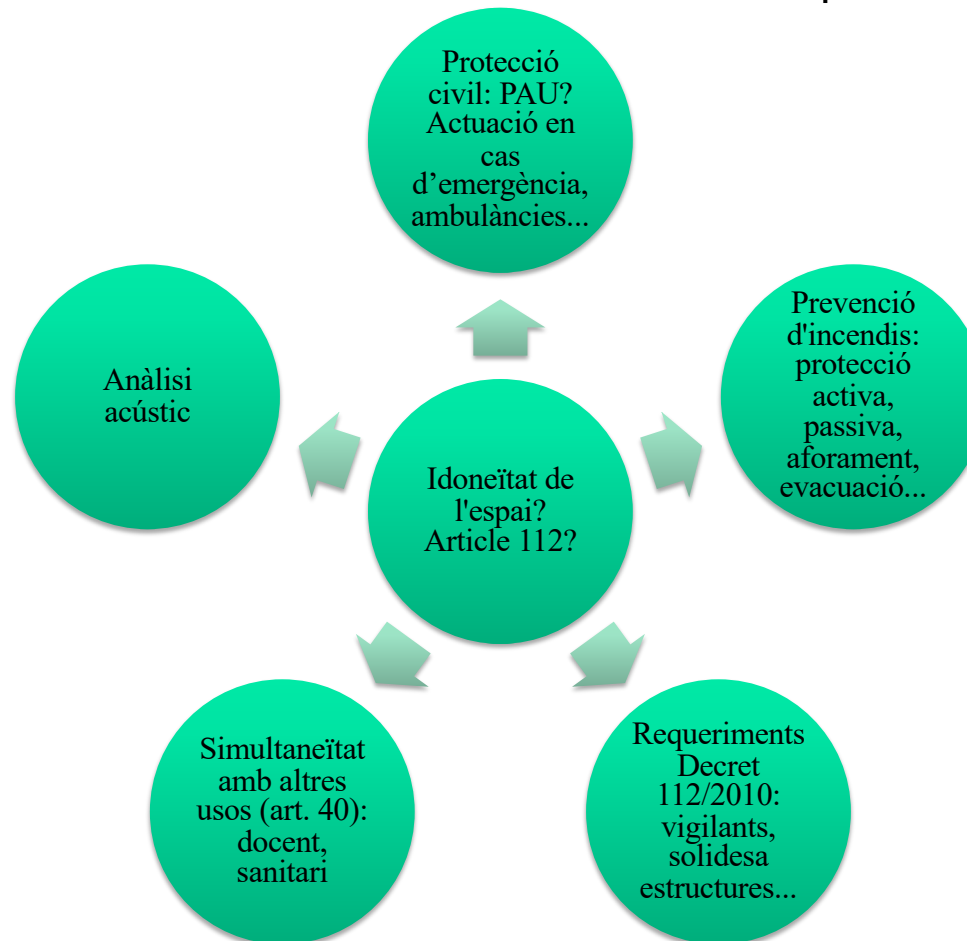 Protecció
civil: PAU?
Actuació en
cas
d’emergència,
ambulàncies...
Prevenció
d'incendis:
protecció
activa,
passiva,
aforament,
evacuació...
Anàlisi
acústic
Idoneïtat de
l'espai?
Article 112?
Simultaneïtat
amb altres
usos (art. 40):
docent,
sanitari
Requeriments
Decret
112/2010:
vigilants,
solidesa
estructures...